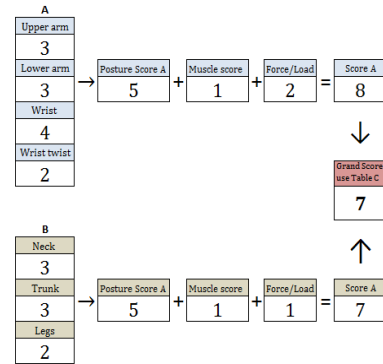 A
Upper arm
3
Lower arm
3
Wrist
4
Wrist twist
2
→ Posture Score A
5
+
Muscle score
1
+
Force/Load
2
=
Score A
8
↓
Grand Score
use Table C
7
↑
B
Neck
3
Trunk
3
Legs
2
→ Posture Score A
5
+
Muscle score
1
+
Force/Load
1
=
Score A
7